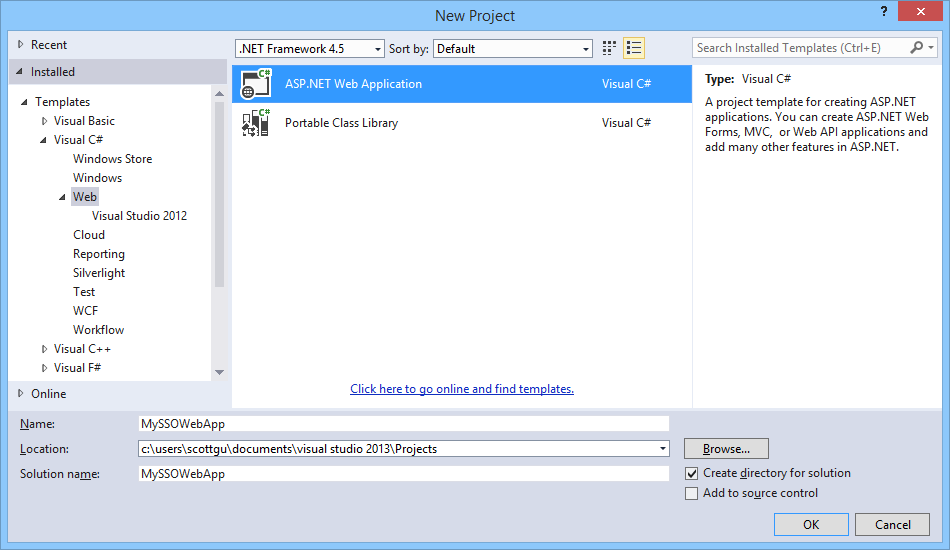 New Project
?
Recent
.NET Framework 4.5
Sort by:
Default
Search Installed Templates (Ctrl+E)
Installed
Templates
Visual Basic
Visual C#
Windows Store
Windows
Web
Visual Studio 2012
Cloud
Reporting
Silverlight
Test
WCF
Workflow
Visual C++
Visual F#
Online
C#
ASP.NET Web Application
Visual C#
C#
Portable Class Library
Visual C#
Click here to go online and find templates.
Type: Visual C#
A project template for creating ASP.NET
applications. You can create ASP.NET Web
Forms, MVC, or Web API applications and
add many other features in ASP.NET.
Name:
MySSOWebApp
Location:
c:\users\scottgu\documents\visual studio 2013\Projects
Browse...
Solution name:
MySSOWebApp
Create directory for solution
Add to source control
OK
Cancel